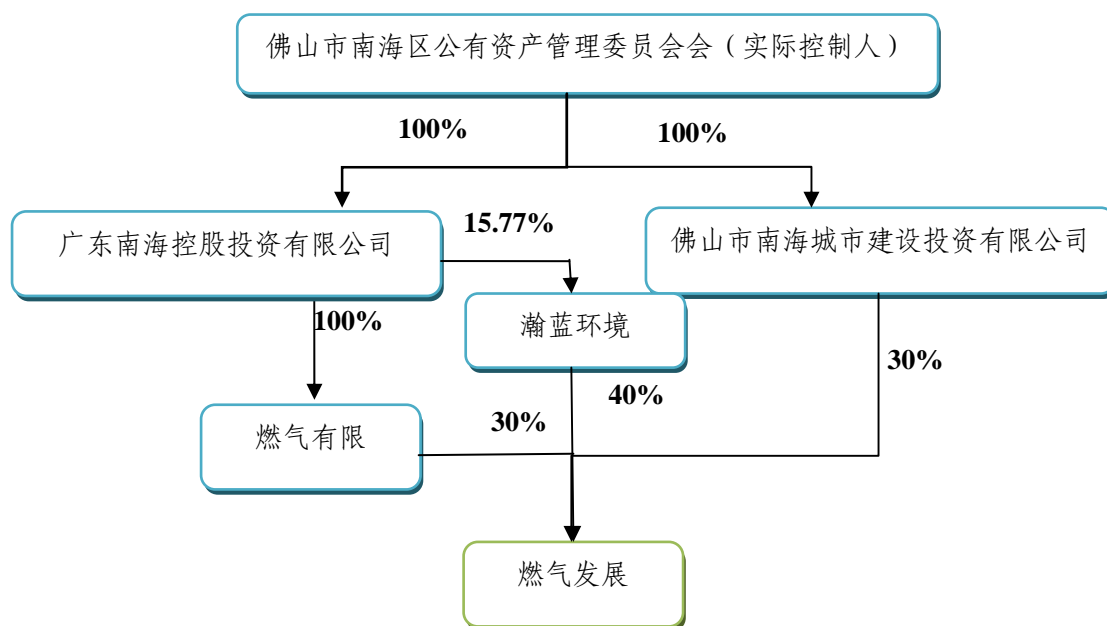 佛山市南海区公有资产管理委员会会（实际控制人）
100%
100%
广东南海控股投资有限公司
15.77%
佛山市南海城市建设投资有限公司
100%
瀚蓝环境
30%
40%
燃气有限
30%
燃气发展